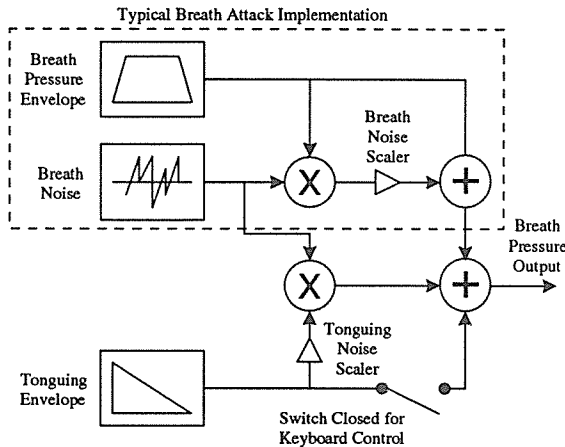 Typical Breath Attack Implementation
Breath
Pressure
Envelope
Breath
Noise
Scaler
Breath
Noise
X
+
Breath
Pressure
Output
X
+
Tonguing
Noise
Scaler
Tonguing
Envelope
Switch Closed for
Keyboard Control